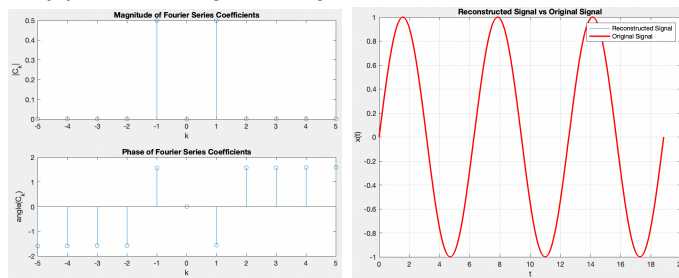 Magnitude of Fourier Series Coefficients
0.5
0.4
0.3
0.2
0.1
0
|C_k|
-5 -4 -3 -2 -1 0 1 2 3 4 5
k
Phase of Fourier Series Coefficients
2
1
0
-1
-2
angle(C_k)
-5 -4 -3 -2 -1 0 1 2 3 4 5
k
Reconstructed Signal vs Original Signal
Reconstructed Signal
Original Signal
1
0.8
0.6
0.4
0.2
0
-0.2
-0.4
-0.6
-0.8
-1
x(t)
0 2 4 6 8 10 12 14 16 18
t